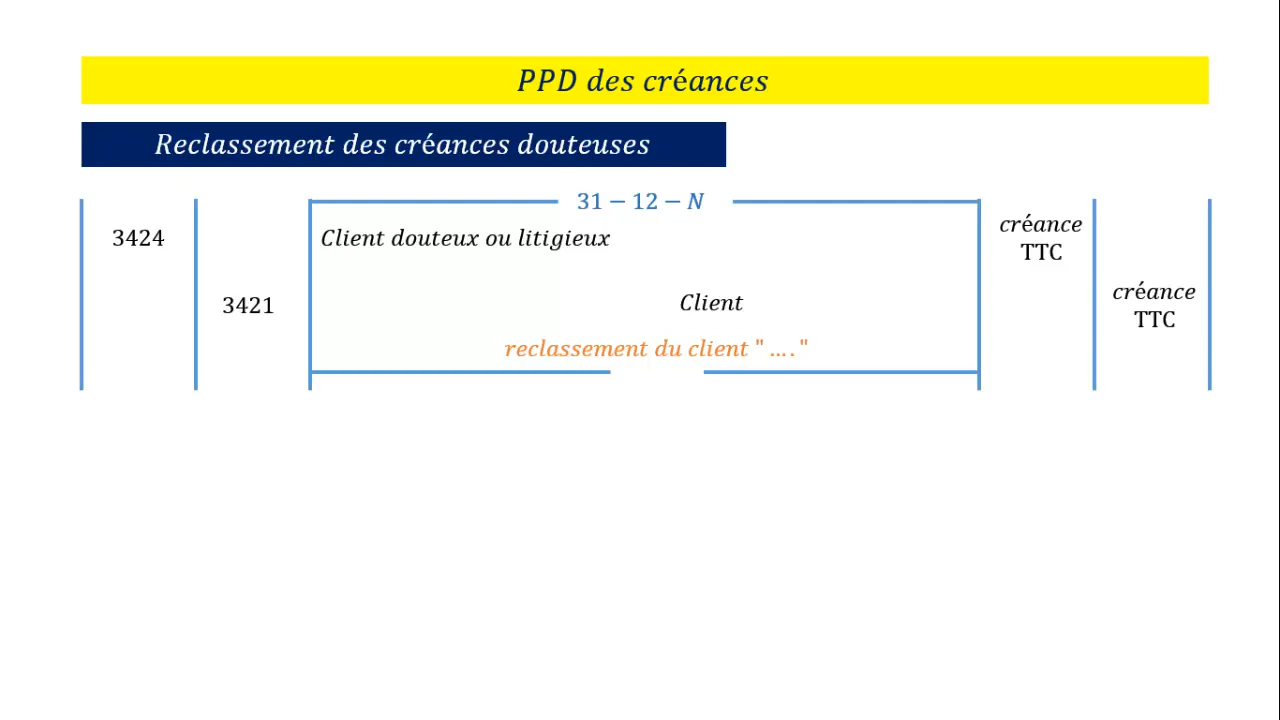 PPD des créances
Reclassement des créances douteuses
31 − 12 − N
3424 Client douteux ou litigieux créance
TTC
3421 Client créance
TTC
reclassement du client " …. "